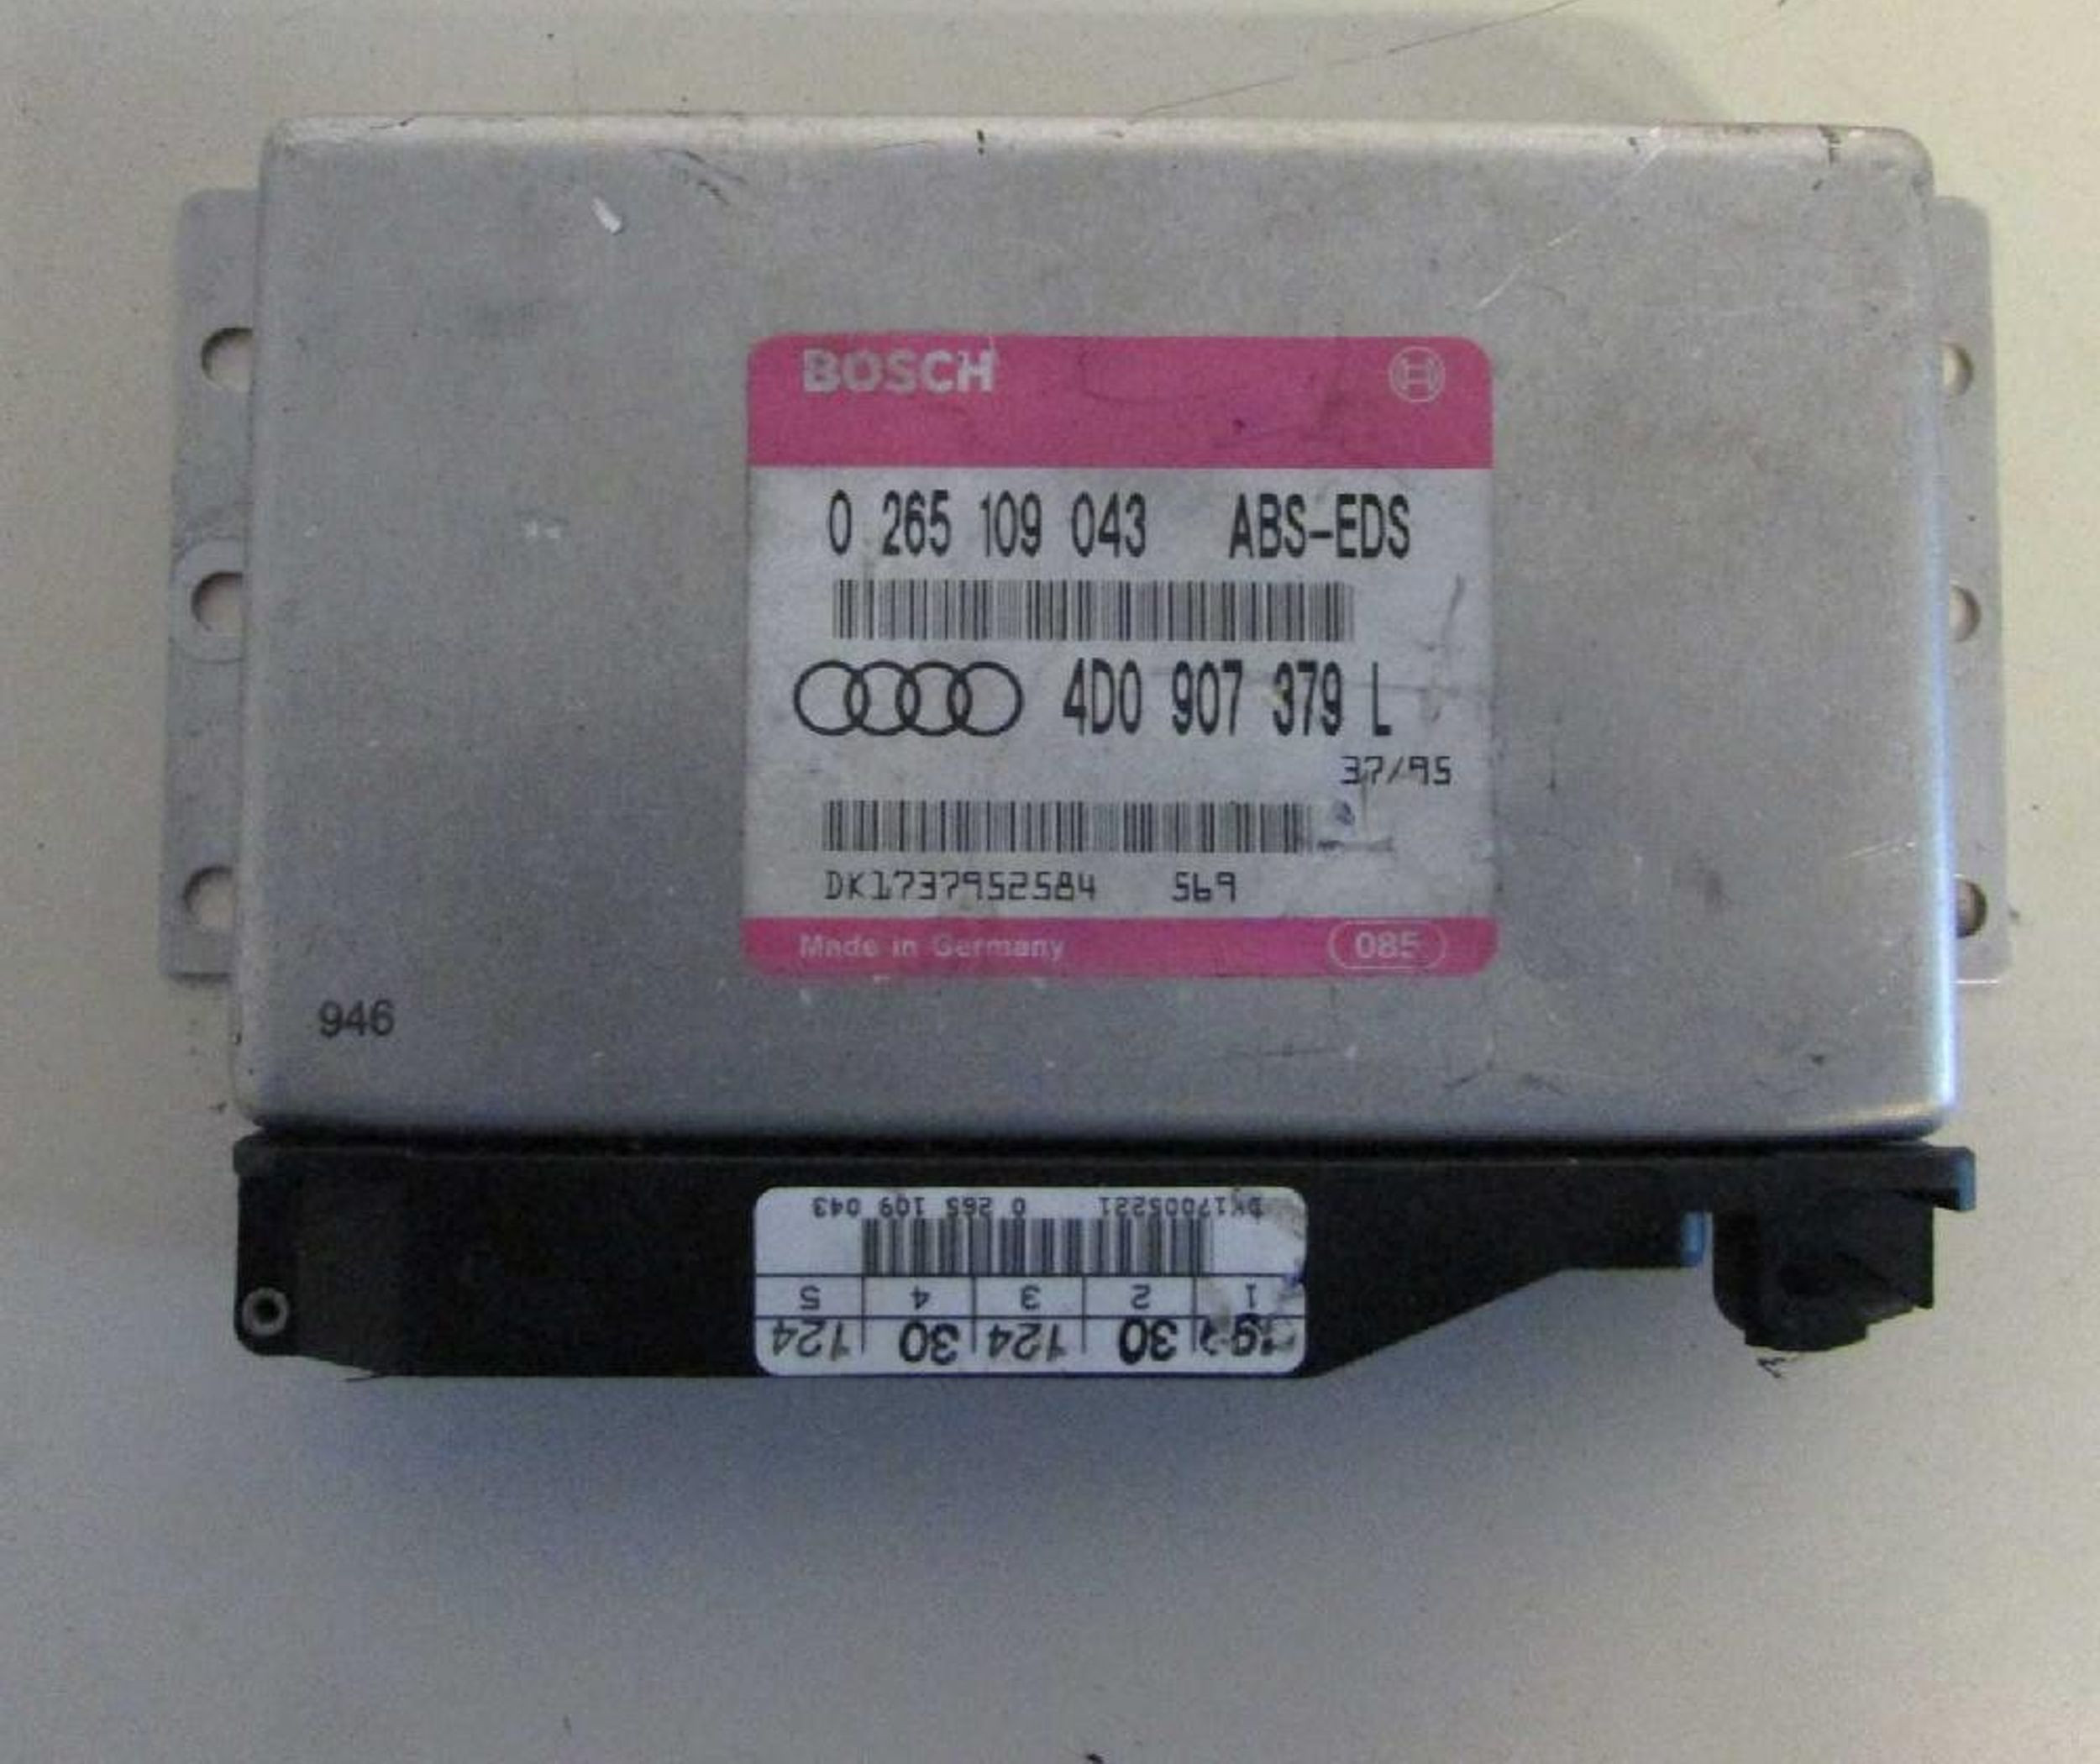 BOSCH
0 265 109 043 ABS-EDS
4D0 907 379 L
37/95
DK1737952584 569
Made in Germany 085
946
DK17005221 0 265 109 043
1 2 3 4 5
30 124 30 124